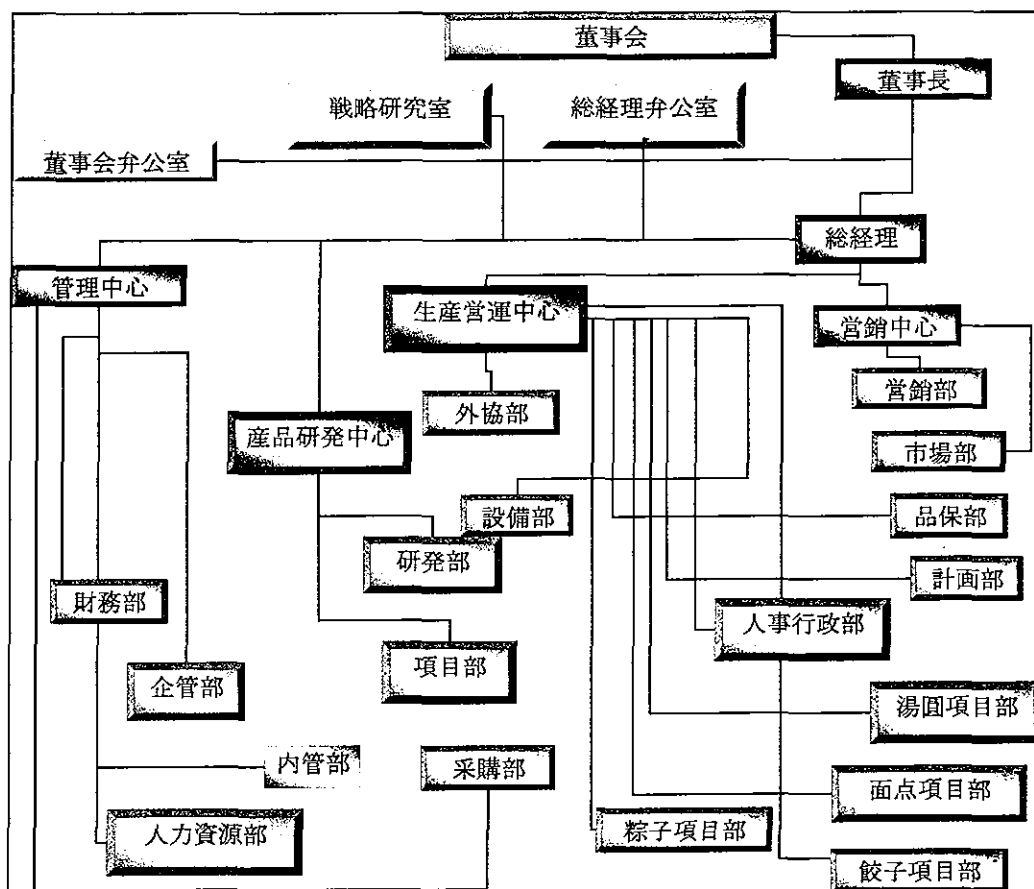 董事会
董事長
戦略研究室
総経理弁公室
董事会弁公室
総経理
管理中心
生産営運中心
営銷中心
営銷部
外協部
産品研発中心
市場部
設備部
品保部
研発部
計画部
財務部
人事行政部
項目部
企管部
湯圓項目部
内管部
采購部
面点項目部
人力資源部
粽子項目部
餃子項目部